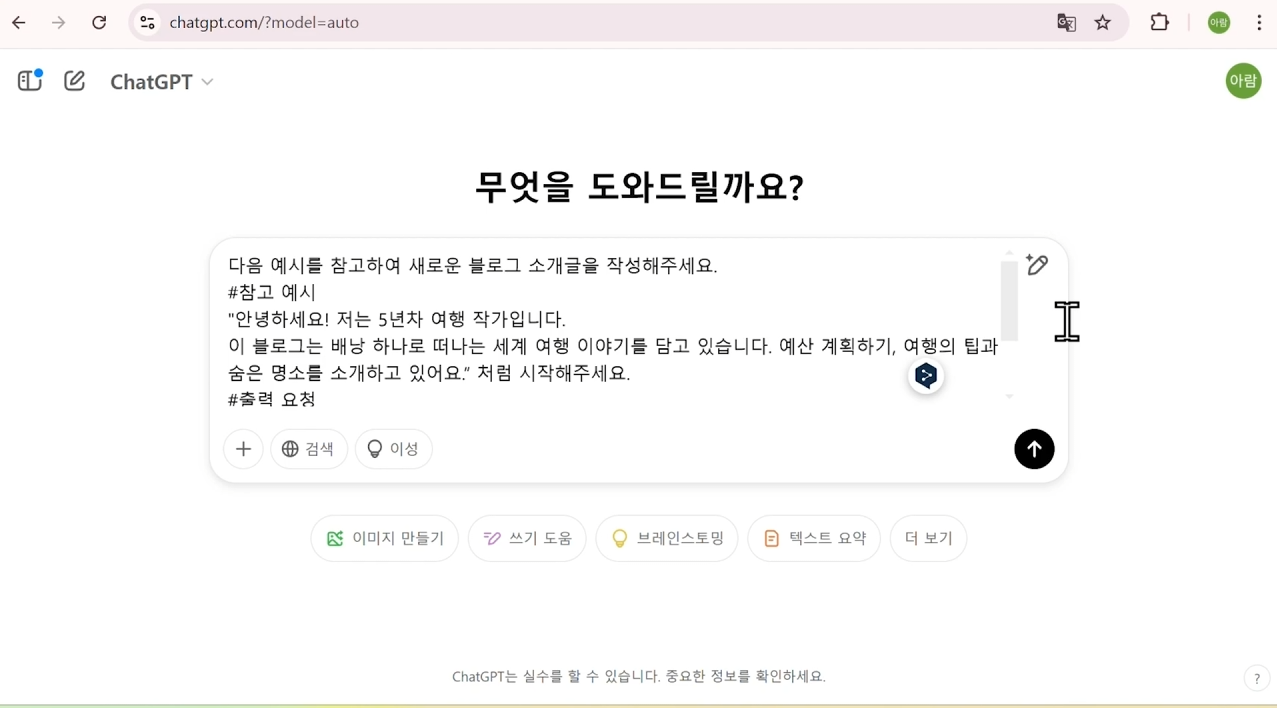 chatgpt.com/?model=auto
아람
ChatGPT
아람
무엇을 도와드릴까요?
다음 예시를 참고하여 새로운 블로그 소개글을 작성해주세요.
#참고 예시
"안녕하세요! 저는 5년차 여행 작가입니다.
이 블로그는 배낭 하나로 떠나는 세계 여행 이야기를 담고 있습니다. 예산 계획하기, 여행의 팁과
숨은 명소를 소개하고 있어요.” 처럼 시작해주세요.
#출력 요청
검색
이성
이미지 만들기
쓰기 도움
브레인스토밍
텍스트 요약
더 보기
ChatGPT는 실수를 할 수 있습니다. 중요한 정보를 확인하세요.
?